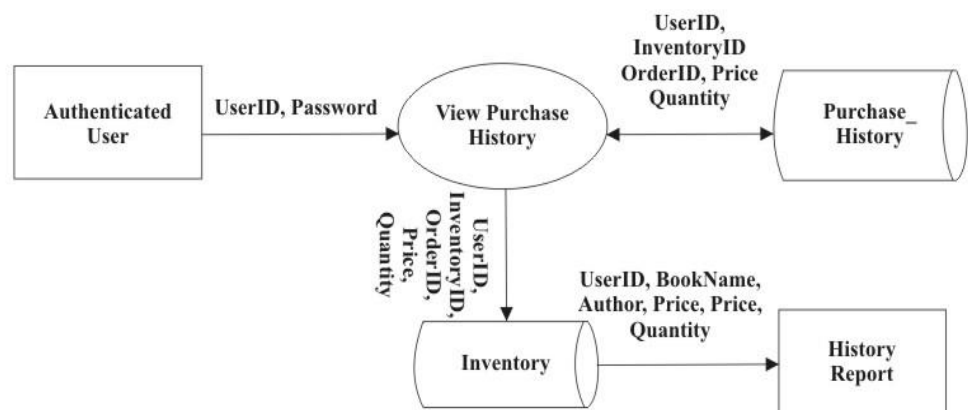 Authenticated
User
UserID, Password
View Purchase
History
UserID,
InventoryID
OrderID, Price
Quantity
Purchase_
History
UserID,
InventoryID,
OrderID,
Price,
Quantity
Inventory
UserID, BookName,
Author, Price, Price,
Quantity
History
Report